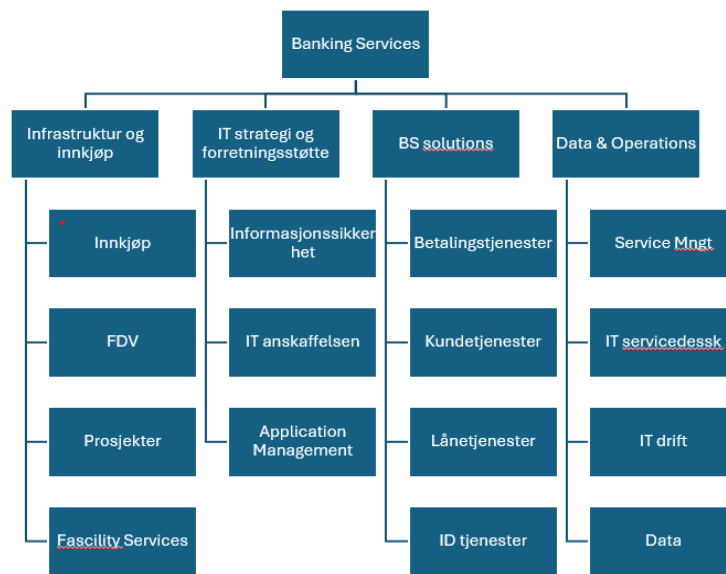 Banking Services
Infrastruktur og
innkjøp
IT strategi og
forretningsstøtte
BS solutions
Data & Operations
Innkjøp
Informasjonssikker
het
Betalingstjenester
Service Mngt
FDV
IT anskaffelsen
Kundetjenester
IT servicedessk
Prosjekter
Application
Management
Lånetjenester
IT drift
Fascility Services
ID tjenester
Data